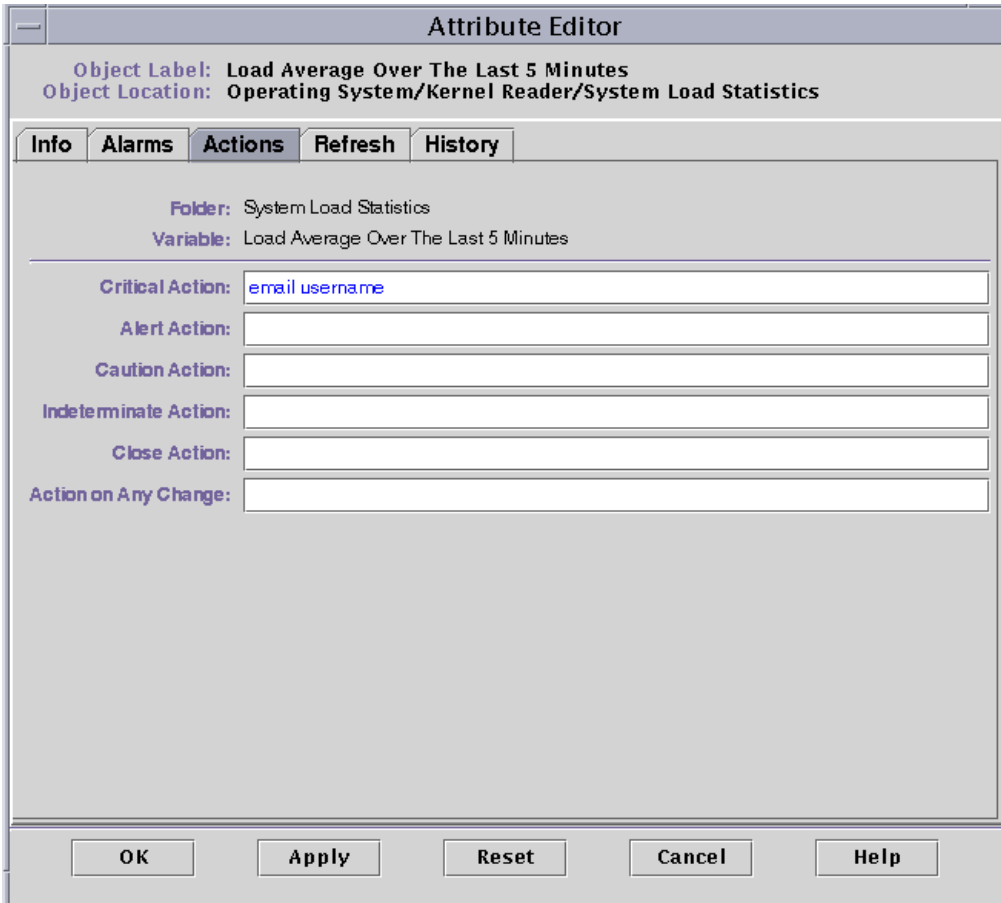 Attribute Editor
Object Label: Load Average Over The Last 5 Minutes
Object Location: Operating System/Kernel Reader/System Load Statistics
Info Alarms Actions Refresh History
Folder: System Load Statistics
Variable: Load Average Over The Last 5 Minutes
Critical Action: email username
Alert Action:
Caution Action:
Indeterminate Action:
Close Action:
Action on Any Change:
OK Apply Reset Cancel Help